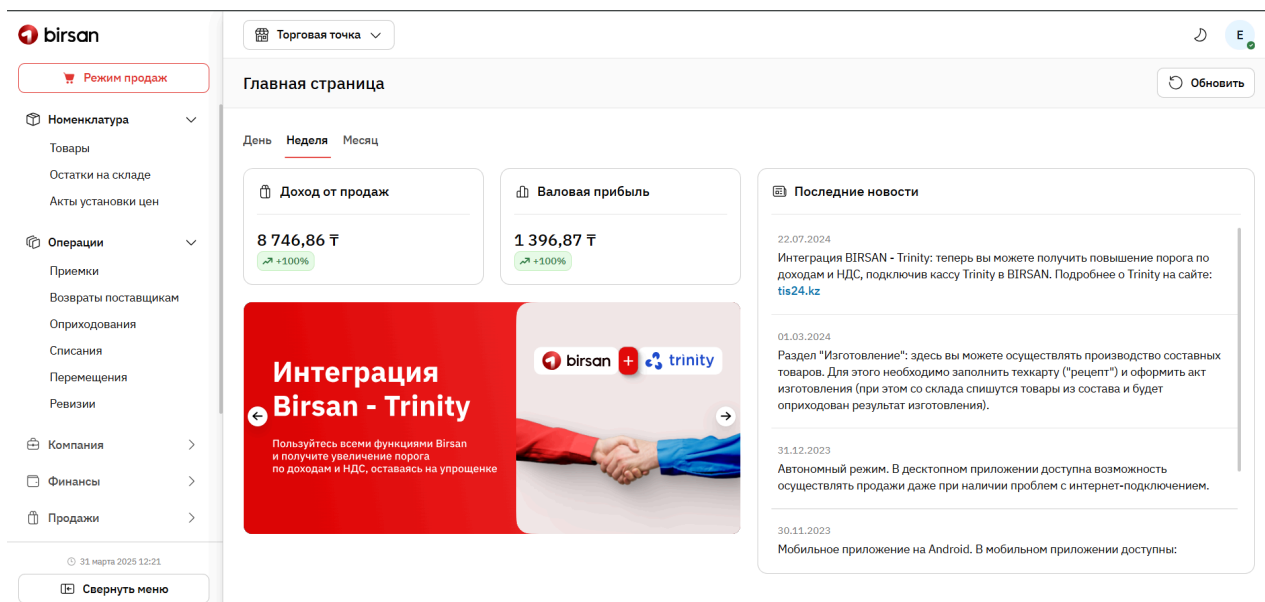 birsan
Режим продаж
Номенклатура
Товары
Остатки на складе
Акты установки цен
Операции
Приемки
Возвраты поставщикам
Оприходования
Списания
Перемещения
Ревизии
Компания
Финансы
Продажи
31 марта 2025 12:21
Свернуть меню
Торговая точка
E
Главная страница
Обновить
День Неделя Месяц
Доход от продаж
8 746,86 ₸
+100%
Валовая прибыль
1 396,87 ₸
+100%
Интеграция
Birsan - Trinity
Пользуйтесь всеми функциями Birsan
и получите увеличение порога
по доходам и НДС, оставаясь на упрощенке
birsan + trinity
Последние новости
22.07.2024
Интеграция BIRSAN - Trinity: теперь вы можете получить повышение порога по
доходам и НДС, подключив кассу Trinity в BIRSAN. Подробнее о Trinity на сайте:
tis24.kz
01.03.2024
Раздел "Изготовление": здесь вы можете осуществлять производство составных
товаров. Для этого необходимо заполнить техкарту ("рецепт") и оформить акт
изготовления (при этом со склада спишутся товары из состава и будет
оприходован результат изготовления).
31.12.2023
Автономный режим. В десктопном приложении доступна возможность
осуществлять продажи даже при наличии проблем с интернет-подключением.
30.11.2023
Мобильное приложение на Android. В мобильном приложении доступны: